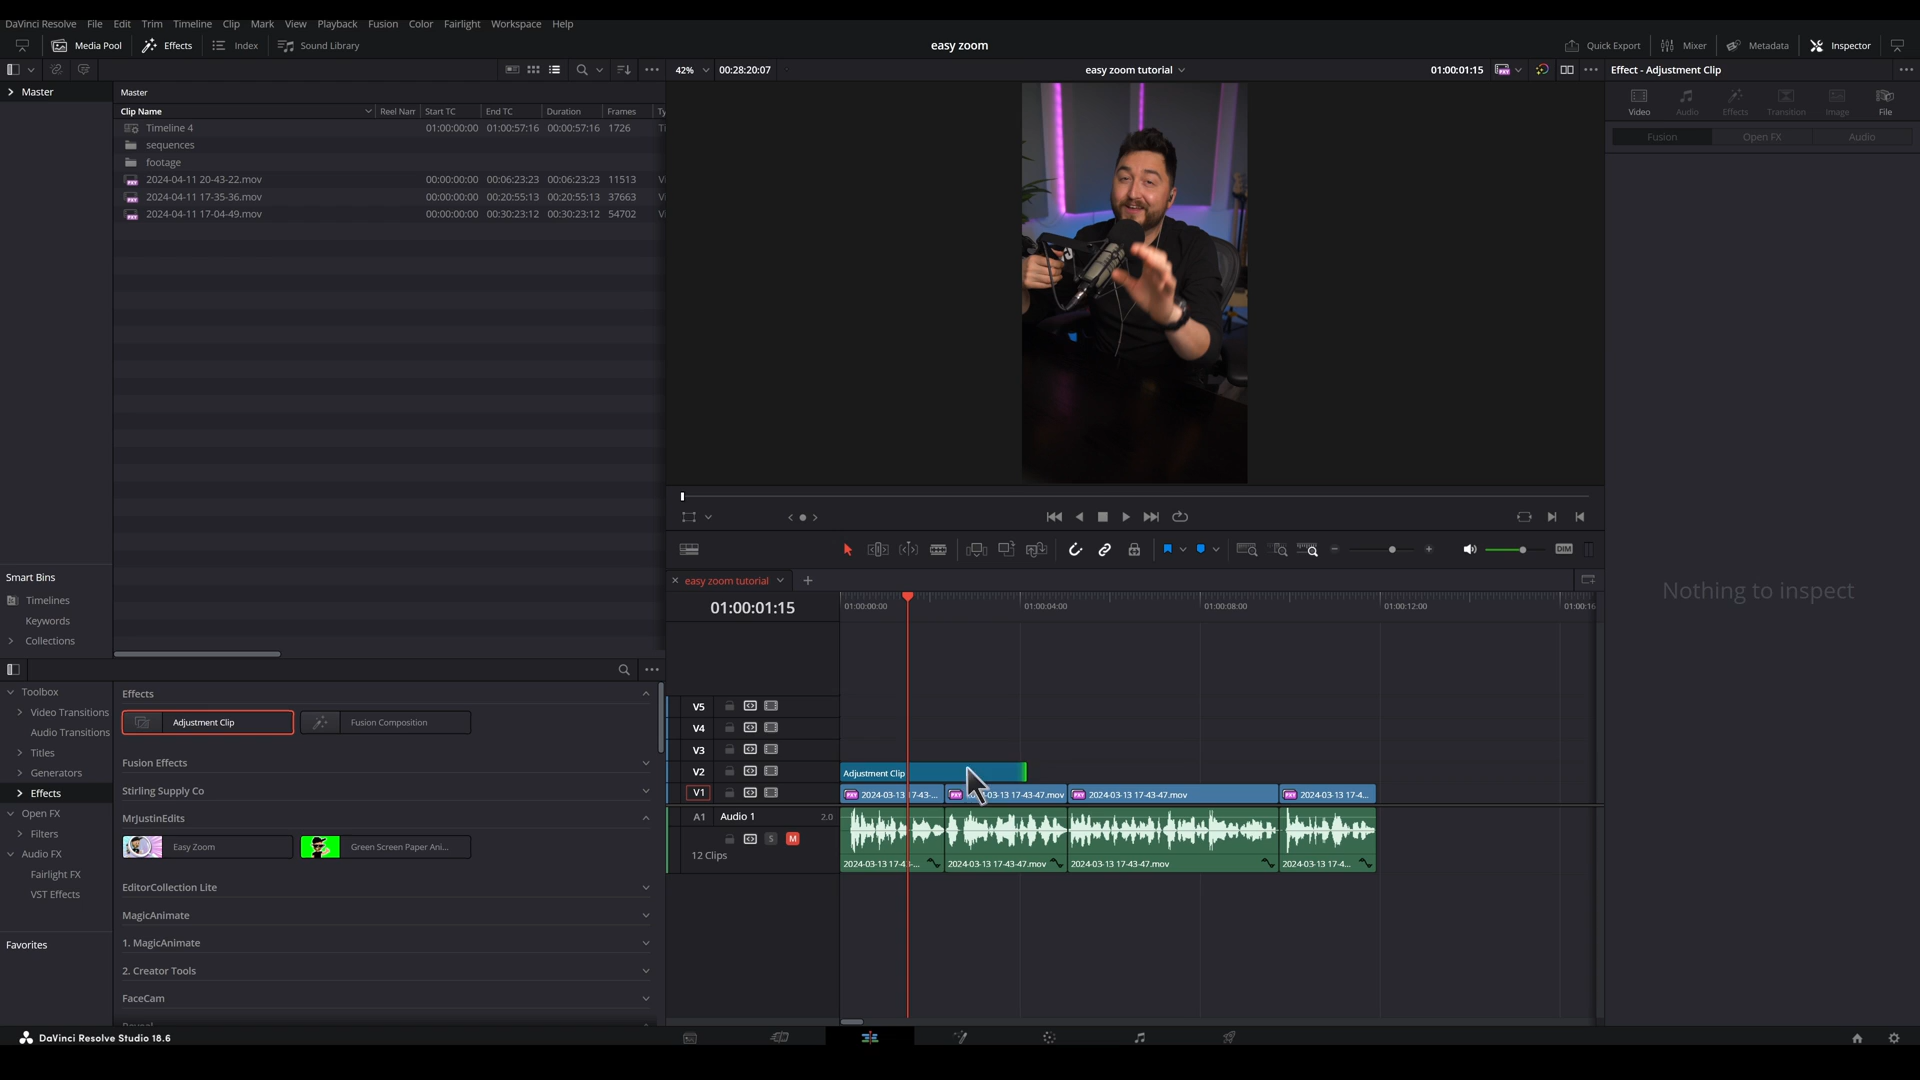 DaVinci Resolve File Edit Trim Timeline Clip Mark View Playback Fusion Color Fairlight Workspace Help
Media Pool Effects Index Sound Library easy zoom Quick Export Mixer Metadata Inspector
42% 00:28:20:07 easy zoom tutorial 01:00:01:15 Effect - Adjustment Clip
Master Master
Video Audio Effects Transition Image File
Clip Name Reel Nam Start TC End TC Duration Frames Ty
Fusion Open FX Audio
Timeline 4 01:00:00:00 01:00:57:16 00:00:57:16 1726 Ti
sequences
footage
2024-04-11 20-43-22.mov 00:00:00:00 00:06:23:23 00:06:23:23 11513 Vi
2024-04-11 17-35-36.mov 00:00:00:00 00:20:55:13 00:20:55:13 37663 Vi
2024-04-11 17-04-49.mov 00:00:00:00 00:30:23:12 00:30:23:12 54702 Vi
DIM
Smart Bins
Timelines
Keywords
Collections
easy zoom tutorial
01:00:01:15 01:00:00:00 01:00:04:00 01:00:08:00 01:00:12:00 01:00:16
Nothing to inspect
Toolbox
Video Transitions
Audio Transitions
Titles
Generators
Effects
Open FX
Filters
Audio FX
Fairlight FX
VST Effects
Favorites
Effects
Adjustment Clip Fusion Composition
Fusion Effects
Stirling Supply Co
MrJustinEdits
Easy Zoom Green Screen Paper Ani...
EditorCollection Lite
MagicAnimate
1. MagicAnimate
2. Creator Tools
FaceCam
V5
V4
V3
V2 Adjustment Clip
V1 2024-03-13 17-43-... -03-13 17-43-47.mov 2024-03-13 17-43-47.mov 2024-03-13 17-4...
A1 Audio 1 2.0
S M
12 Clips
2024-03-13 17-43-... 2024-03-13 17-43-47.mov 2024-03-13 17-43-47.mov 2024-03-13 17-4...
DaVinci Resolve Studio 18.6